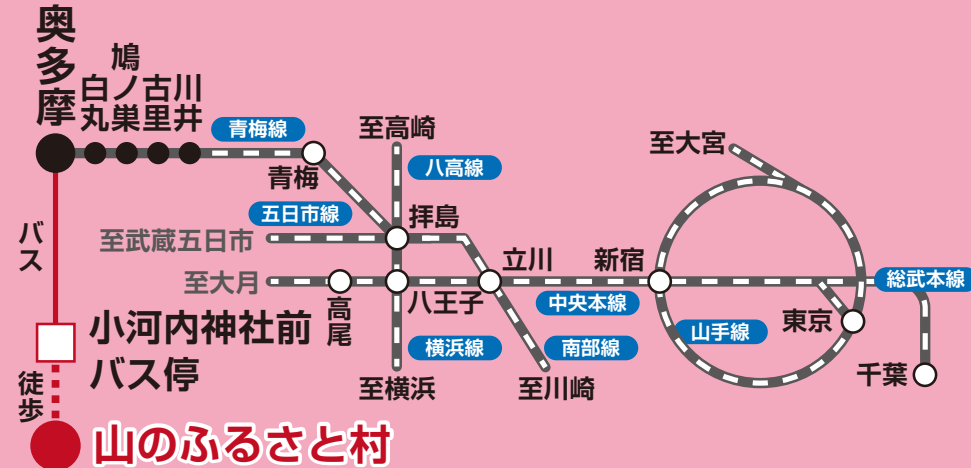 奥多摩
白丸
鳩ノ巣
古里
川井
青梅線
青梅
至高崎
八高線
五日市線
拝島
至武蔵五日市
至大月
高尾
八王子
立川
新宿
中央本線
至大宮
総武本線
山手線
東京
千葉
横浜線
至横浜
南部線
至川崎
バス
小河内神社前
バス停
徒歩
山のふるさと村